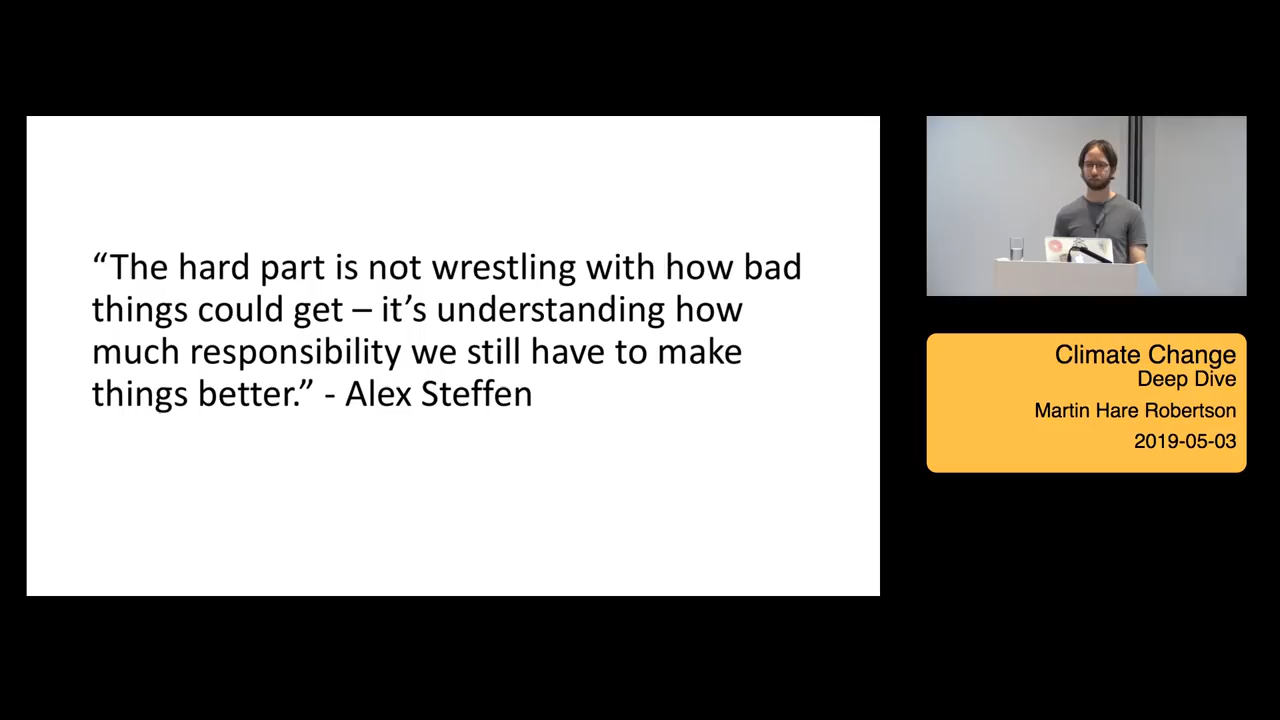 “The hard part is not wrestling with how bad
things could get – it’s understanding how
much responsibility we still have to make
things better.” - Alex Steffen
Climate Change
Deep Dive
Martin Hare Robertson
2019-05-03